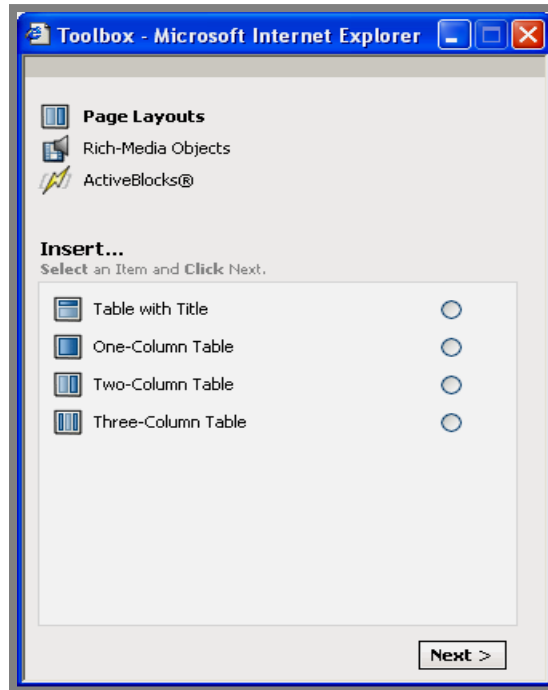 Toolbox - Microsoft Internet Explorer
Page Layouts
Rich-Media Objects
ActiveBlocks®
Insert...
Select an Item and Click Next.
Table with Title
One-Column Table
Two-Column Table
Three-Column Table
Next >